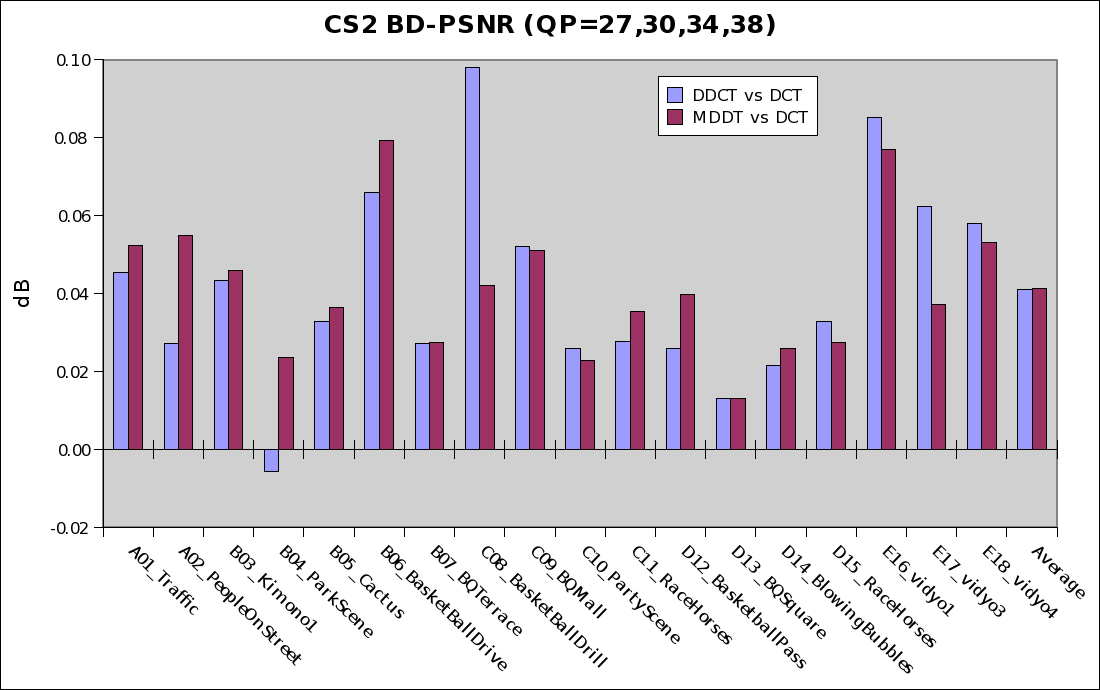 CS2 BD-PSNR (QP=27,30,34,38)
0.10
0.08
0.06
0.04
0.02
0.00
-0.02
dB
DDCT vs DCT
MDDT vs DCT
A01_Traffic
A02_PeopleOnStreet
B03_Kimono1
B04_ParkScene
B05_Cactus
B06_BasketBallDrive
B07_BQTerrace
C08_BasketBallDrill
C09_BQMall
C10_PartyScene
C11_RaceHorses
D12_BasketballPass
D13_BQSquare
D14_BlowingBubbles
D15_RaceHorses
E16_vidyo1
E17_vidyo3
E18_vidyo4
Average